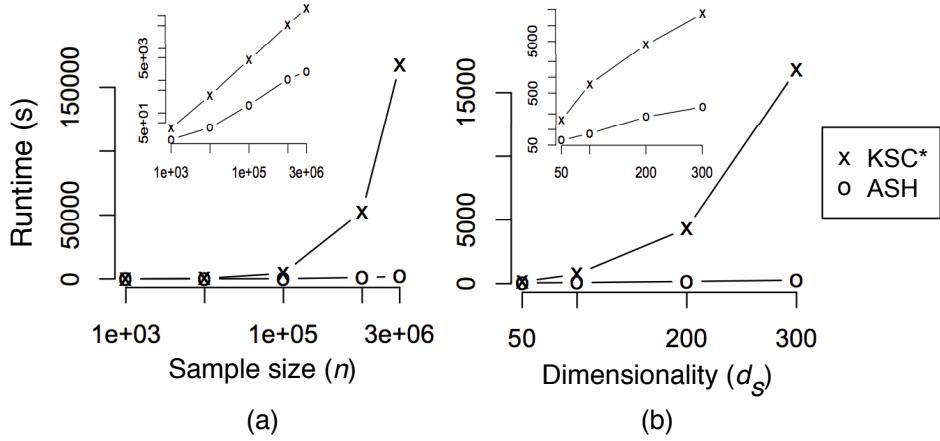 5e+03
5e+01
1e+03
1e+05
3e+06
Runtime (s)
150000
50000
0
1e+03
1e+05
3e+06
Sample size (n)
(a)
5000
500
50
50
200
300
15000
5000
0
50
200
300
Dimensionality (ds)
(b)
x KSC*
o ASH